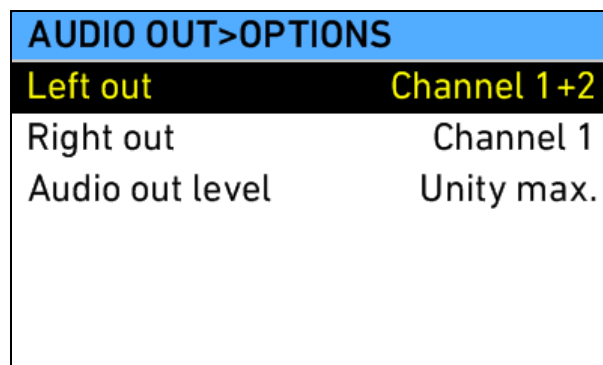 AUDIO OUT>OPTIONS
Left out Channel 1+2
Right out Channel 1
Audio out level Unity max.